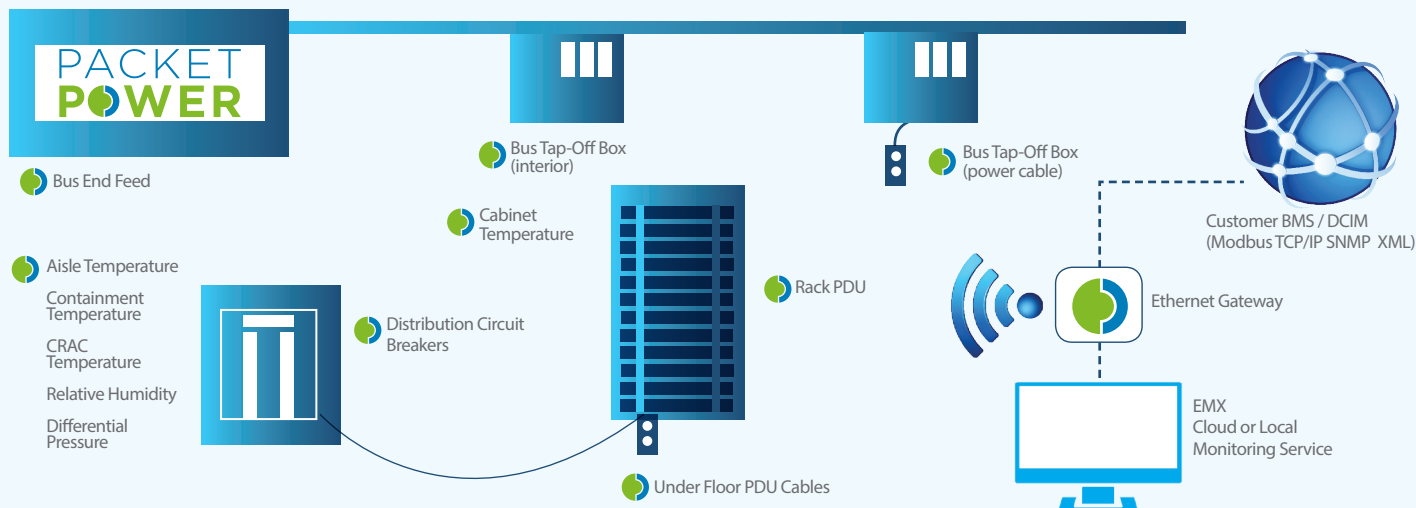 PACKET
POWER
Bus End Feed
Bus Tap-Off Box
(interior)
Bus Tap-Off Box
(power cable)
Cabinet
Temperature
Customer BMS / DCIM
(Modbus TCP/IP SNMP XML)
Aisle Temperature
Containment
Temperature
CRAC
Temperature
Relative Humidity
Differential
Pressure
Distribution Circuit
Breakers
Rack PDU
Ethernet Gateway
EMX
Cloud or Local
Monitoring Service
Under Floor PDU Cables